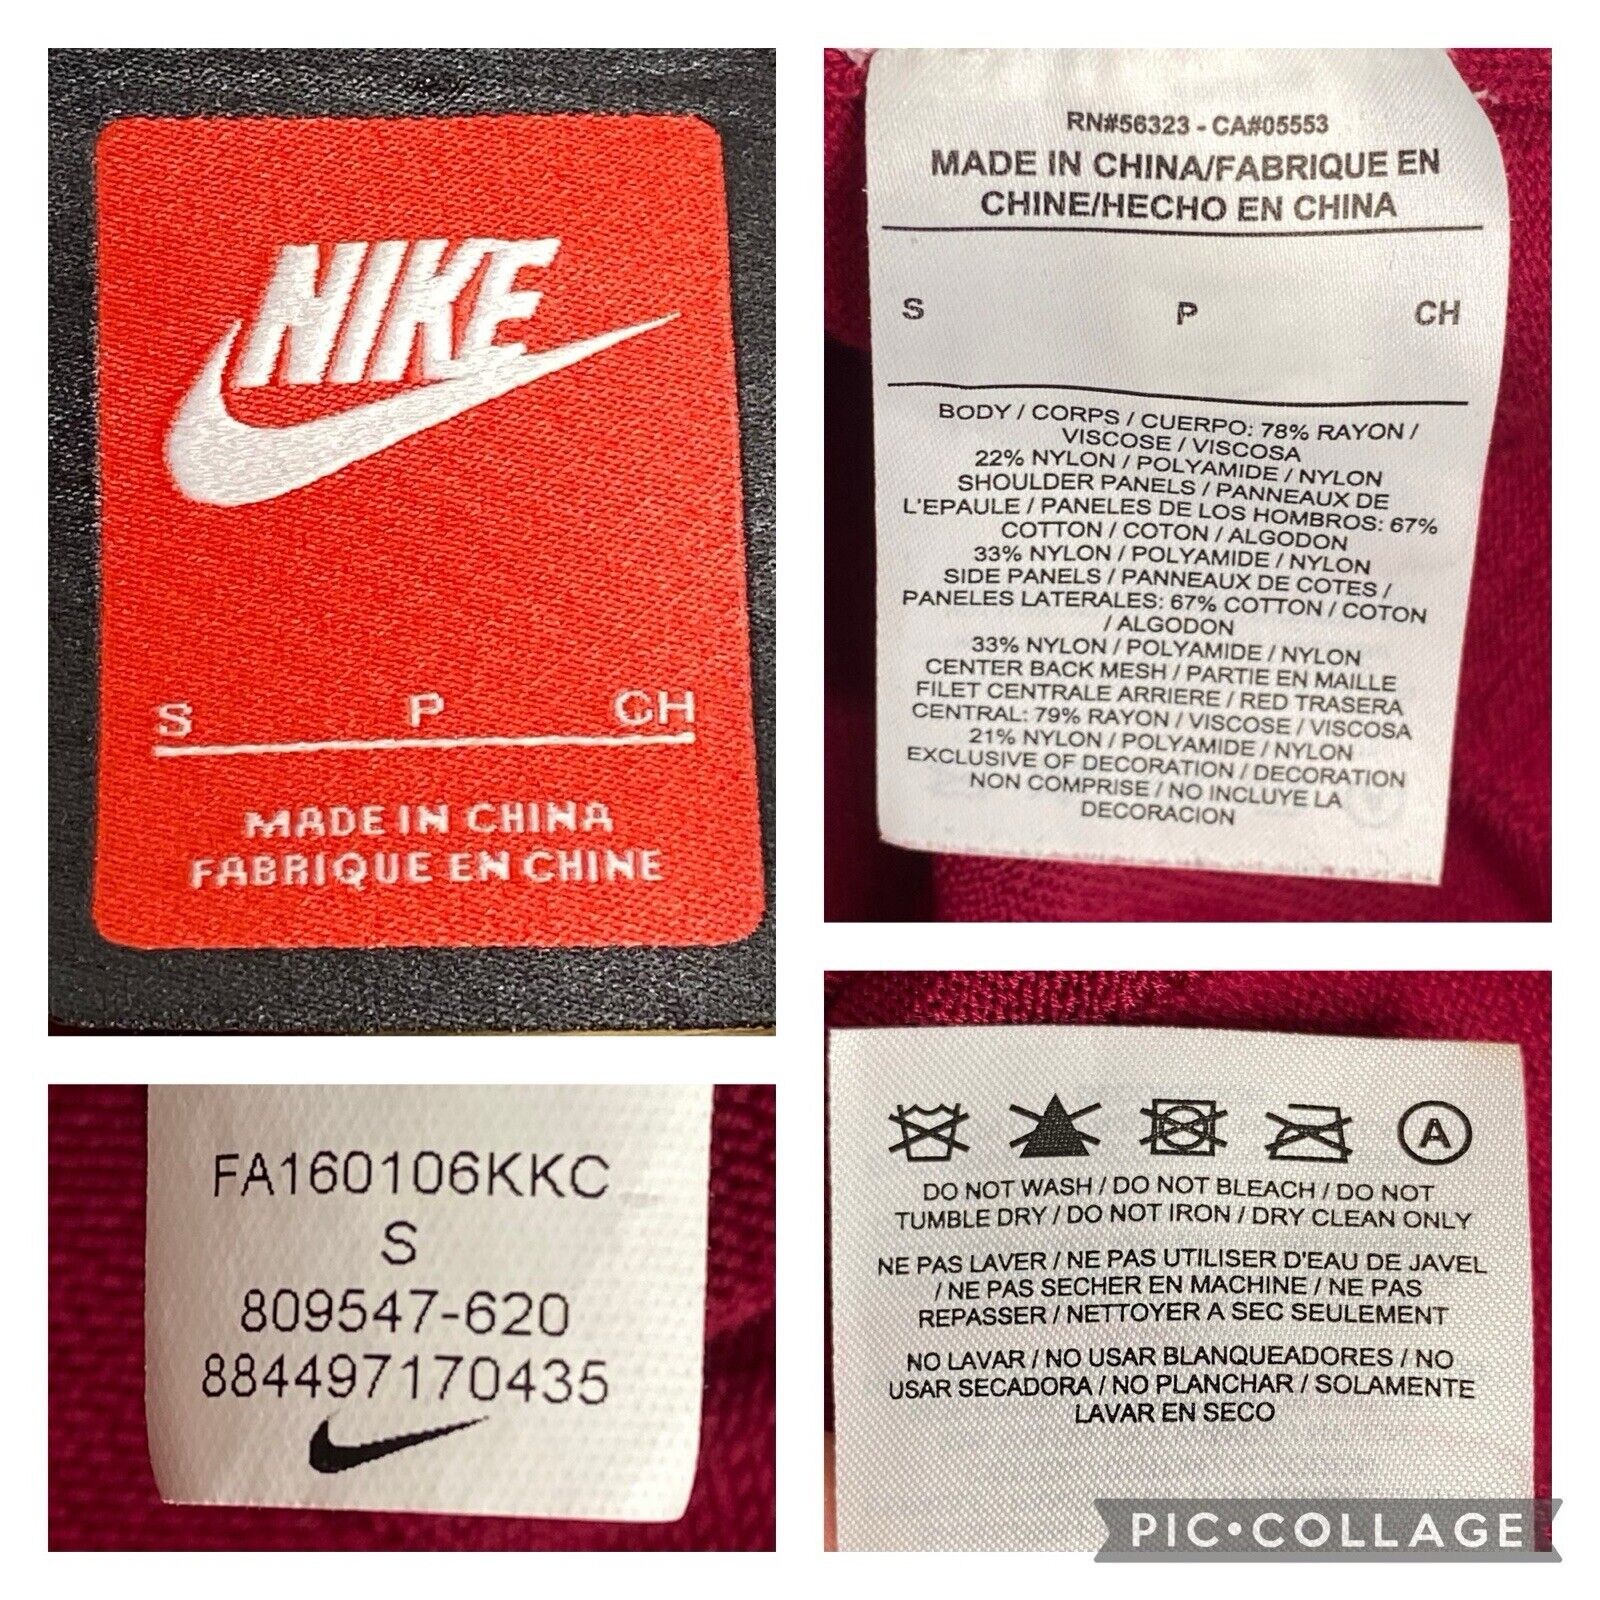 NIKE
S P CH
MADE IN CHINA
FABRIQUE EN CHINE
RN#56323 - CA#05553
MADE IN CHINA/FABRIQUE EN
CHINE/HECHO EN CHINA
S P CH
BODY / CORPS / CUERPO: 78% RAYON /
VISCOSE / VISCOSA
22% NYLON / POLYAMIDE / NYLON
SHOULDER PANELS / PANNEAUX DE
L'EPAULE / PANELES DE LOS HOMBROS: 67%
COTTON / COTON / ALGODON
33% NYLON / POLYAMIDE / NYLON
SIDE PANELS / PANNEAUX DE COTES /
PANELES LATERALES: 67% COTTON / COTON
/ ALGODON
33% NYLON / POLYAMIDE / NYLON
CENTER BACK MESH / PARTIE EN MAILLE
FILET CENTRALE ARRIERE / RED TRASERA
CENTRAL: 79% RAYON / VISCOSE / VISCOSA
21% NYLON / POLYAMIDE / NYLON
EXCLUSIVE OF DECORATION / DECORATION
NON COMPRISE / NO INCLUYE LA
DECORACION
FA160106KKC
S
809547-620
884497170435
A
DO NOT WASH / DO NOT BLEACH / DO NOT
TUMBLE DRY / DO NOT IRON / DRY CLEAN ONLY
NE PAS LAVER / NE PAS UTILISER D'EAU DE JAVEL
/ NE PAS SECHER EN MACHINE / NE PAS
REPASSER / NETTOYER A SEC SEULEMENT
NO LAVAR / NO USAR BLANQUEADORES / NO
USAR SECADORA / NO PLANCHAR / SOLAMENTE
LAVAR EN SECO
PIC•COLLAGE